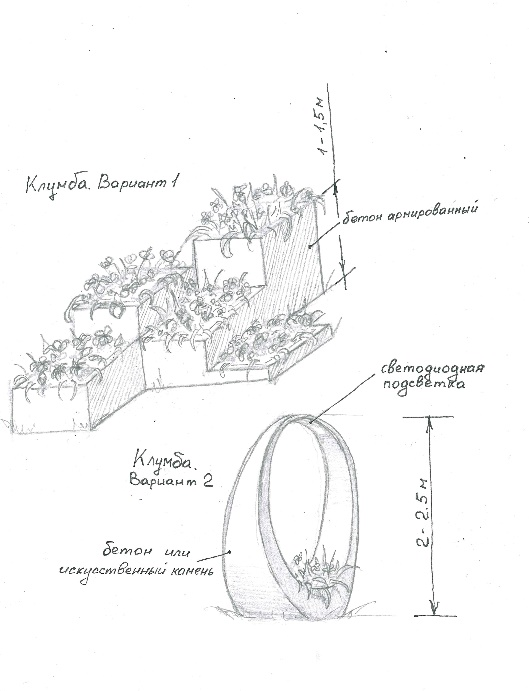 1-1,5м
Клумба. Вариант 1
бетон армированный
светодиодная
подсветка
Клумба.
Вариант 2
2-2.5м
бетон или
искусственный камень